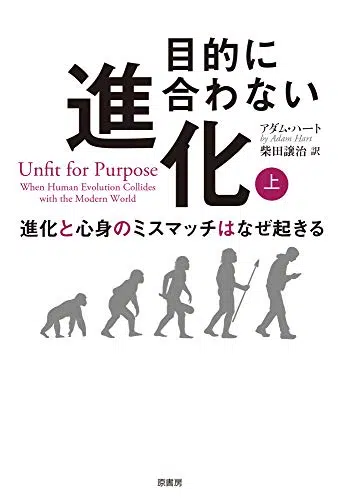 目的に
合わない
進化
アダム・ハート
by Adam Hart
柴田譲治 訳
Unfit for Purpose
When Human Evolution Collides
with the Modern World
上
進化と心身のミスマッチはなぜ起きる
原書房